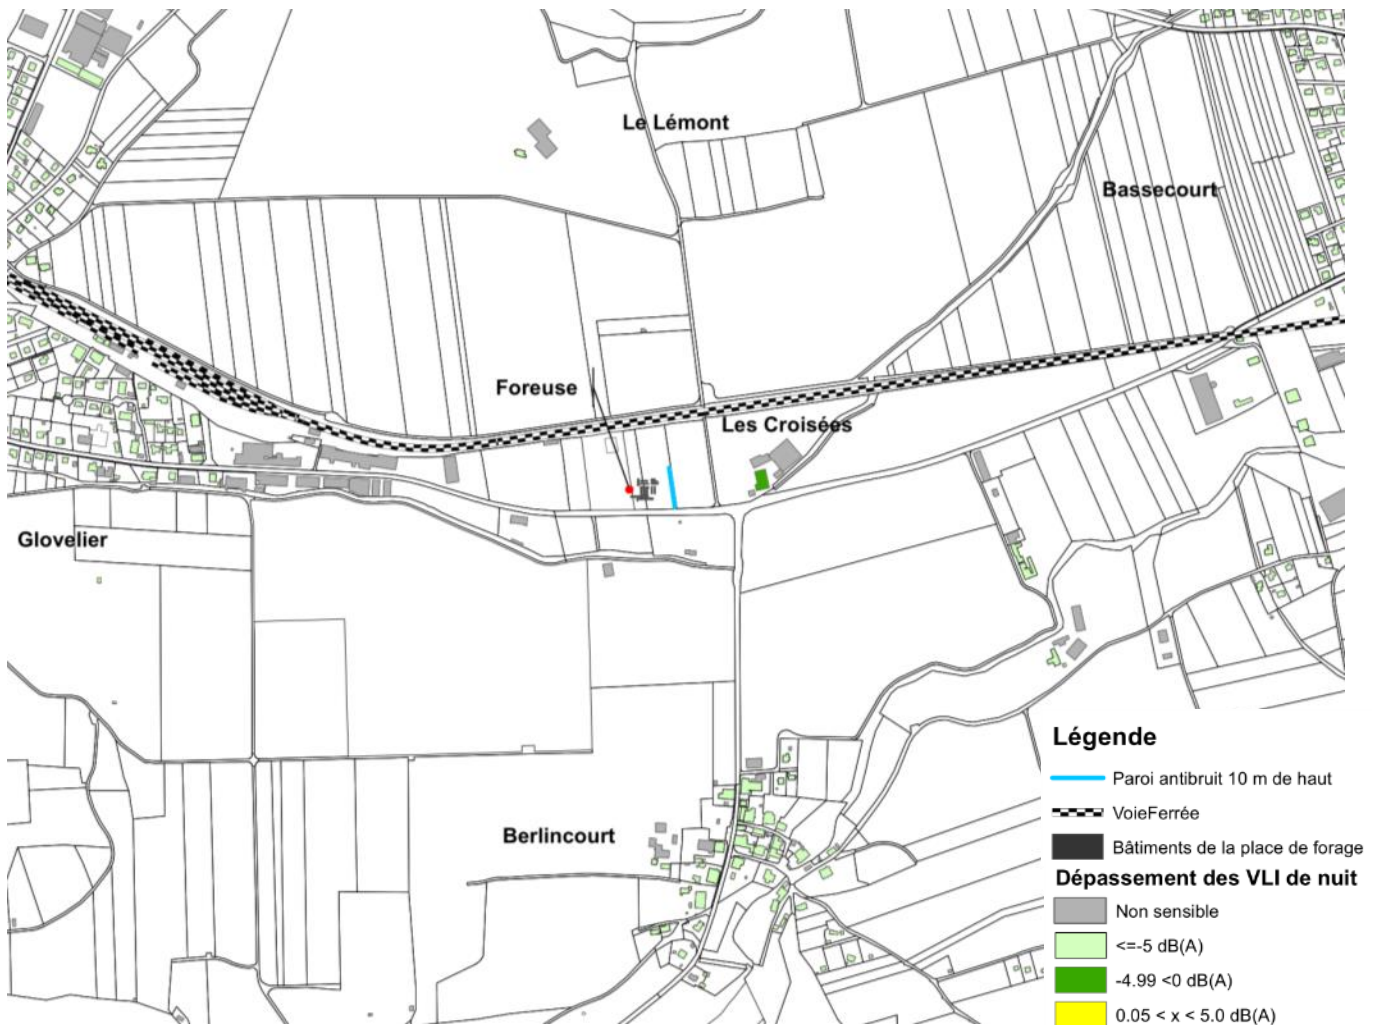 Le Lémont
Bassecourt
Foreuse
Les Croisées
Glovelier
Berlincourt
Légende
Paroi antibruit 10 m de haut
VoieFerrée
Bâtiments de la place de forage
Dépassement des VLI de nuit
Non sensible
<=-5 dB(A)
-4.99 <0 dB(A)
0.05 < x < 5.0 dB(A)